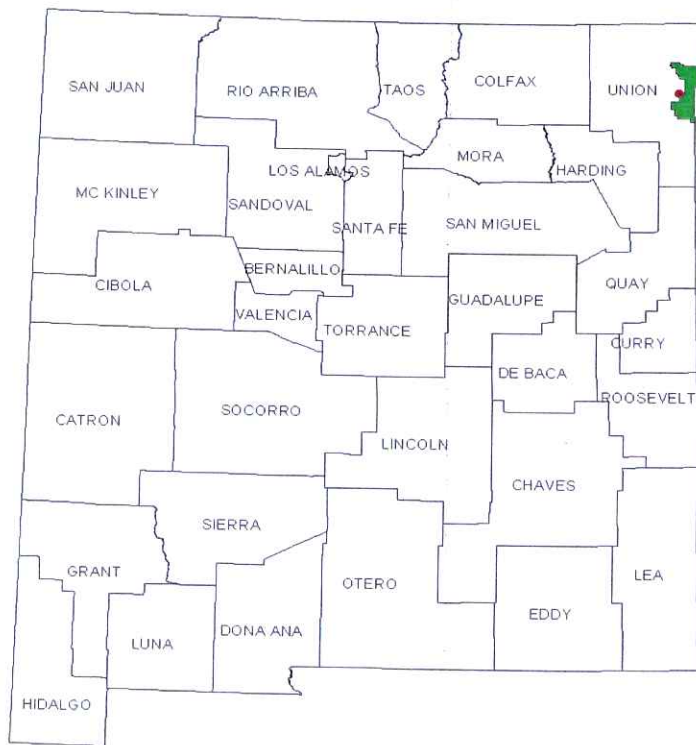 SAN JUAN
RIO ARRIBA
TAOS
COLFAX
UNION
MORA
HARDING
LOS ALAMOS
MC KINLEY
SANDOVAL
SANTA FE
SAN MIGUEL
BERNALILLO
CIBOLA
QUAY
GUADALUPE
VALENCIA
TORRANCE
CURRY
DE BACA
ROOSEVELT
SOCORRO
CATRON
LINCOLN
CHAVES
SIERRA
GRANT
OTERO
LEA
EDDY
DONA ANA
LUNA
HIDALGO